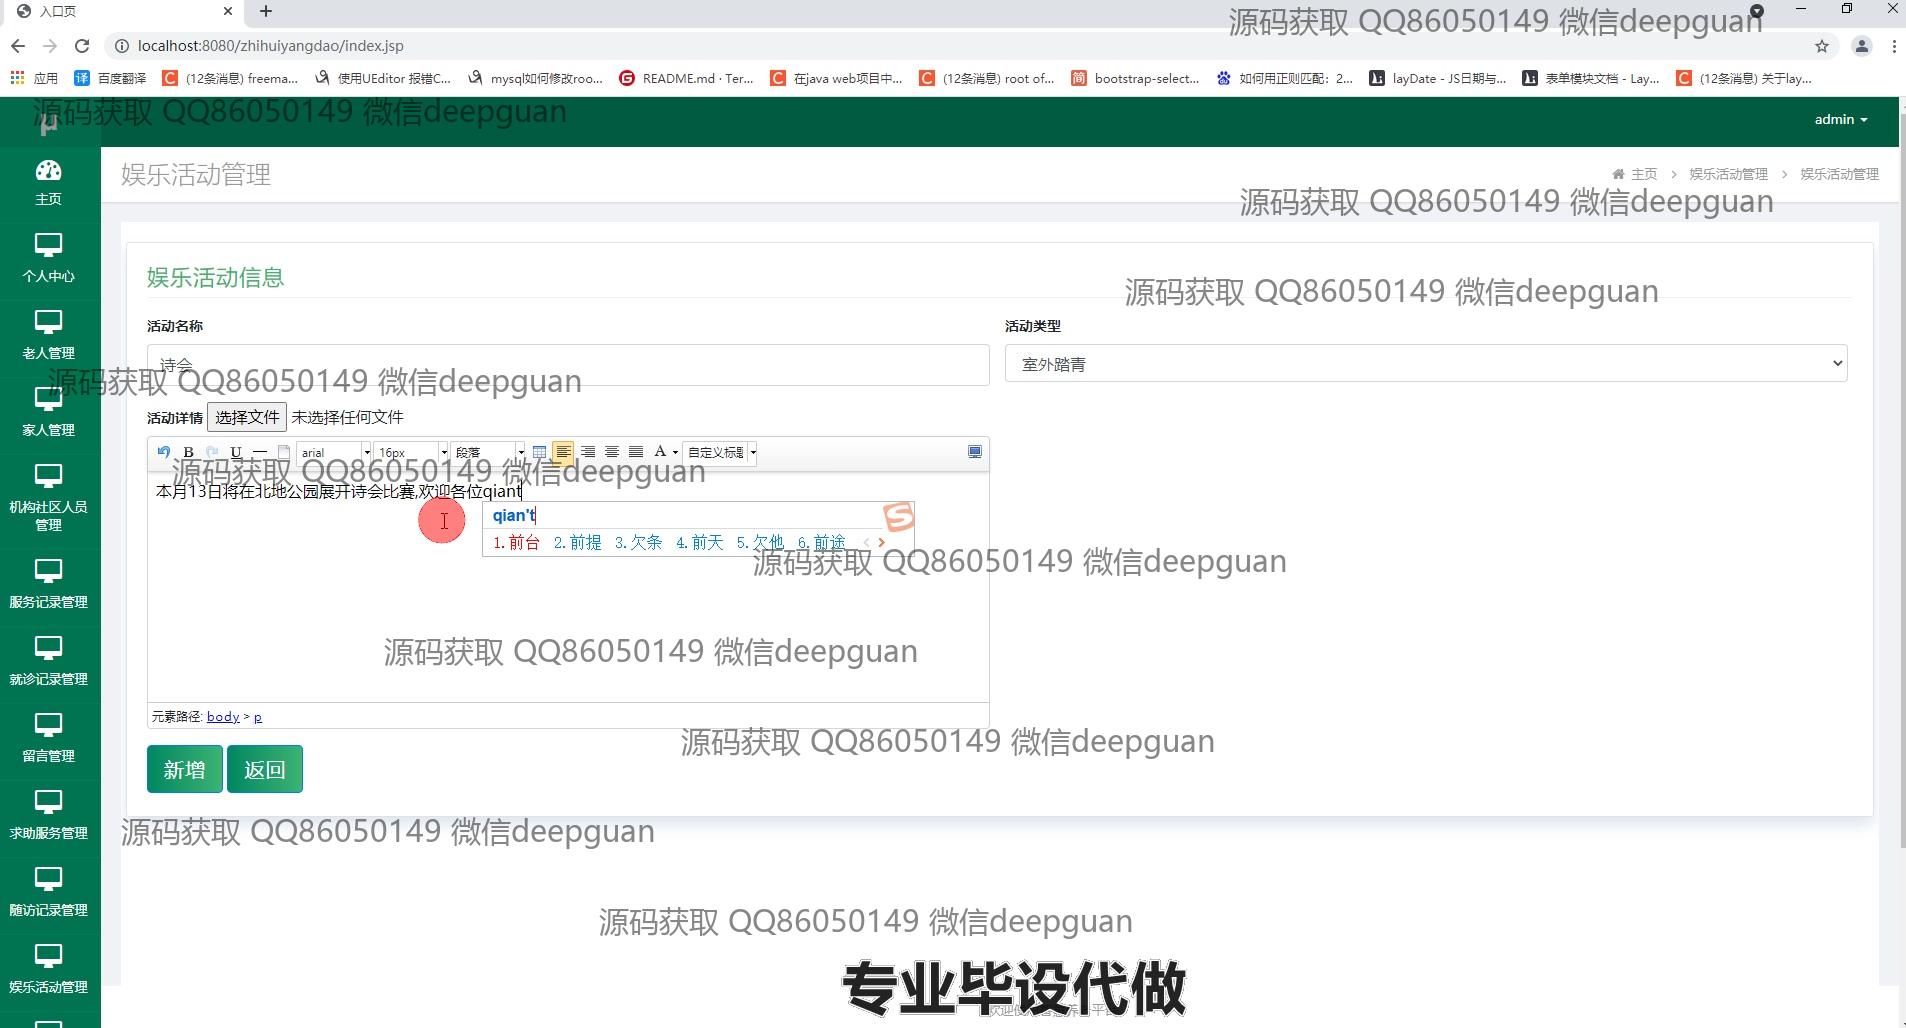 入口页
源码获取 QQ86050149 微信deepguan
localhost:8080/zhihuiyangdao/index.jsp
应用 百度翻译 (12条消息) freema... 使用UEditor 报错C... mysql如何修改roo... README.md · Ter... 在java web项目中... (12条消息) root of... bootstrap-select... 如何用正则匹配：2... layDate - JS日期与... 表单模块文档 - Lay... (12条消息) 关于lay...
源码获取 QQ86050149 微信deepguan
μ
admin
主页
娱乐活动管理
主页 > 娱乐活动管理 > 娱乐活动管理
源码获取 QQ86050149 微信deepguan
个人中心
娱乐活动信息
源码获取 QQ86050149 微信deepguan
活动名称
活动类型
老人管理
诗会
室外踏青
源码获取 QQ86050149 微信deepguan
家人管理
活动详情 选择文件 未选择任何文件
B U arial 16px 段落 A 自定义标题
源码获取 QQ86050149 微信deepguan
本月13日将在北地公园展开诗会比赛,欢迎各位qiant
机构社区人员管理
qian't
1.前台 2.前提 3.欠条 4.前天 5.欠他 6.前途
源码获取 QQ86050149 微信deepguan
服务记录管理
源码获取 QQ86050149 微信deepguan
就诊记录管理
元素路径: body > p
源码获取 QQ86050149 微信deepguan
留言管理
新增 返回
求助服务管理
源码获取 QQ86050149 微信deepguan
随访记录管理
源码获取 QQ86050149 微信deepguan
娱乐活动管理
专业毕设代做